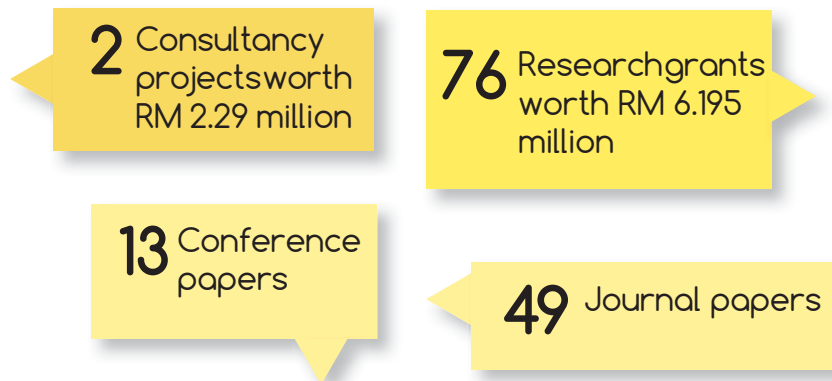 2 Consultancy
projectsworth
RM 2.29 million
76 Researchgrants
worth RM 6.195
million
13 Conference
papers
49 Journal papers